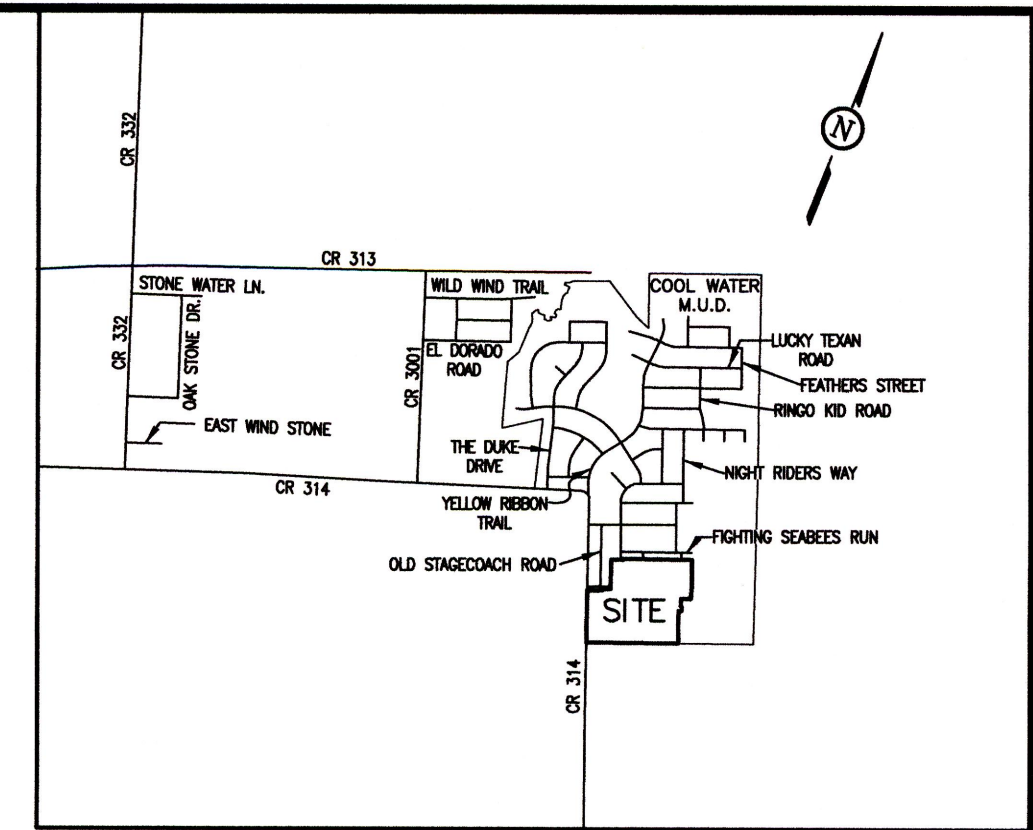 N
CR 332
CR 313
STONE WATER LN.
WILD WIND TRAIL
COOL WATER
M.U.D.
CR 332
OAK STONE DR.
CR 3001
EL DORADO
ROAD
LUCKY TEXAN
ROAD
FEATHERS STREET
RINGO KID ROAD
EAST WIND STONE
THE DUKE
DRIVE
NIGHT RIDERS WAY
CR 314
YELLOW RIBBON
TRAIL
FIGHTING SEABEES RUN
OLD STAGECOACH ROAD
SITE
CR 314